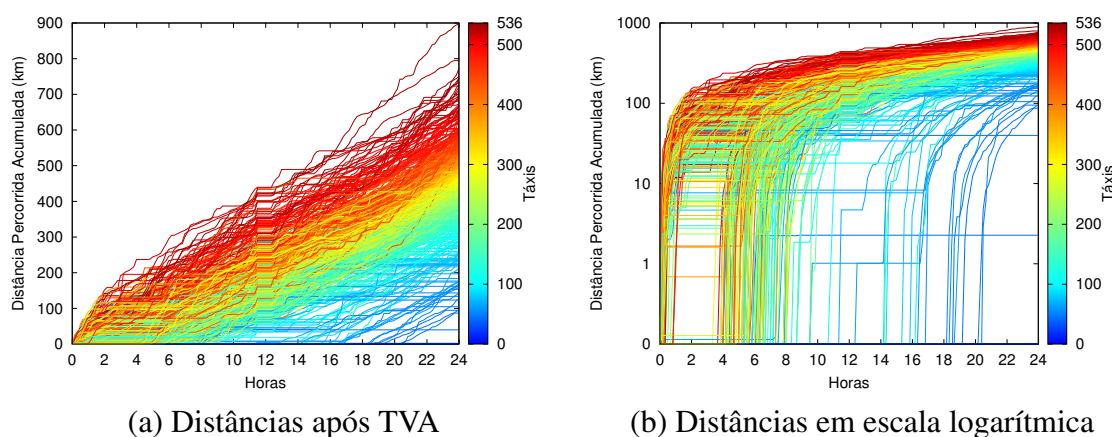 900
800
700
600
500
400
300
200
100
0
0 2 4 6 8 10 12 14 16 18 20 22 24
Distância Percorrida Acumulada (km)
Horas
536
500
400
300
200
100
0
Táxis
(a) Distâncias após TVA
1000
100
10
1
0
0 2 4 6 8 10 12 14 16 18 20 22 24
Distância Percorrida Acumulada (km)
Horas
536
500
400
300
200
100
0
Táxis
(b) Distâncias em escala logarítmica